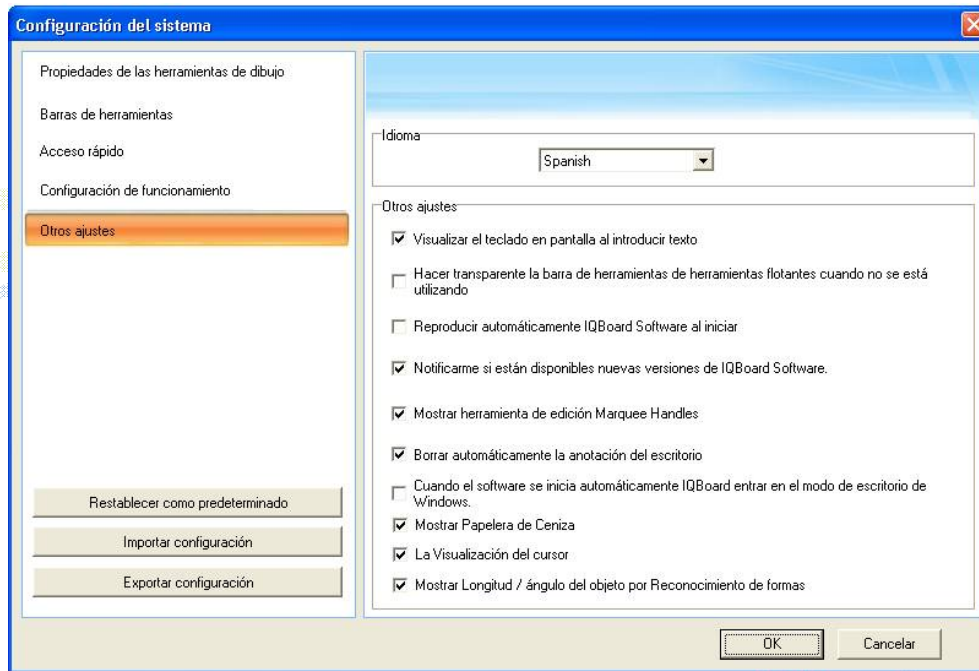 Configuración del sistema
Propiedades de las herramientas de dibujo
Barras de herramientas
Acceso rápido
Configuración de funcionamiento
Otros ajustes
Restablecer como predeterminado
Importar configuración
Exportar configuración
Idioma
Spanish
Otros ajustes
Visualizar el teclado en pantalla al introducir texto
Hacer transparente la barra de herramientas de herramientas flotantes cuando no se está
utilizando
Reproducir automáticamente IQBoard Software al iniciar
Notificarme si están disponibles nuevas versiones de IQBoard Software.
Mostrar herramienta de edición Marquee Handles
Borrar automáticamente la anotación del escritorio
Cuando el software se inicia automáticamente IQBoard entrar en el modo de escritorio de
Windows.
Mostrar Papelera de Ceniza
La Visualización del cursor
Mostrar Longitud / ángulo del objeto por Reconocimiento de formas
OK
Cancelar